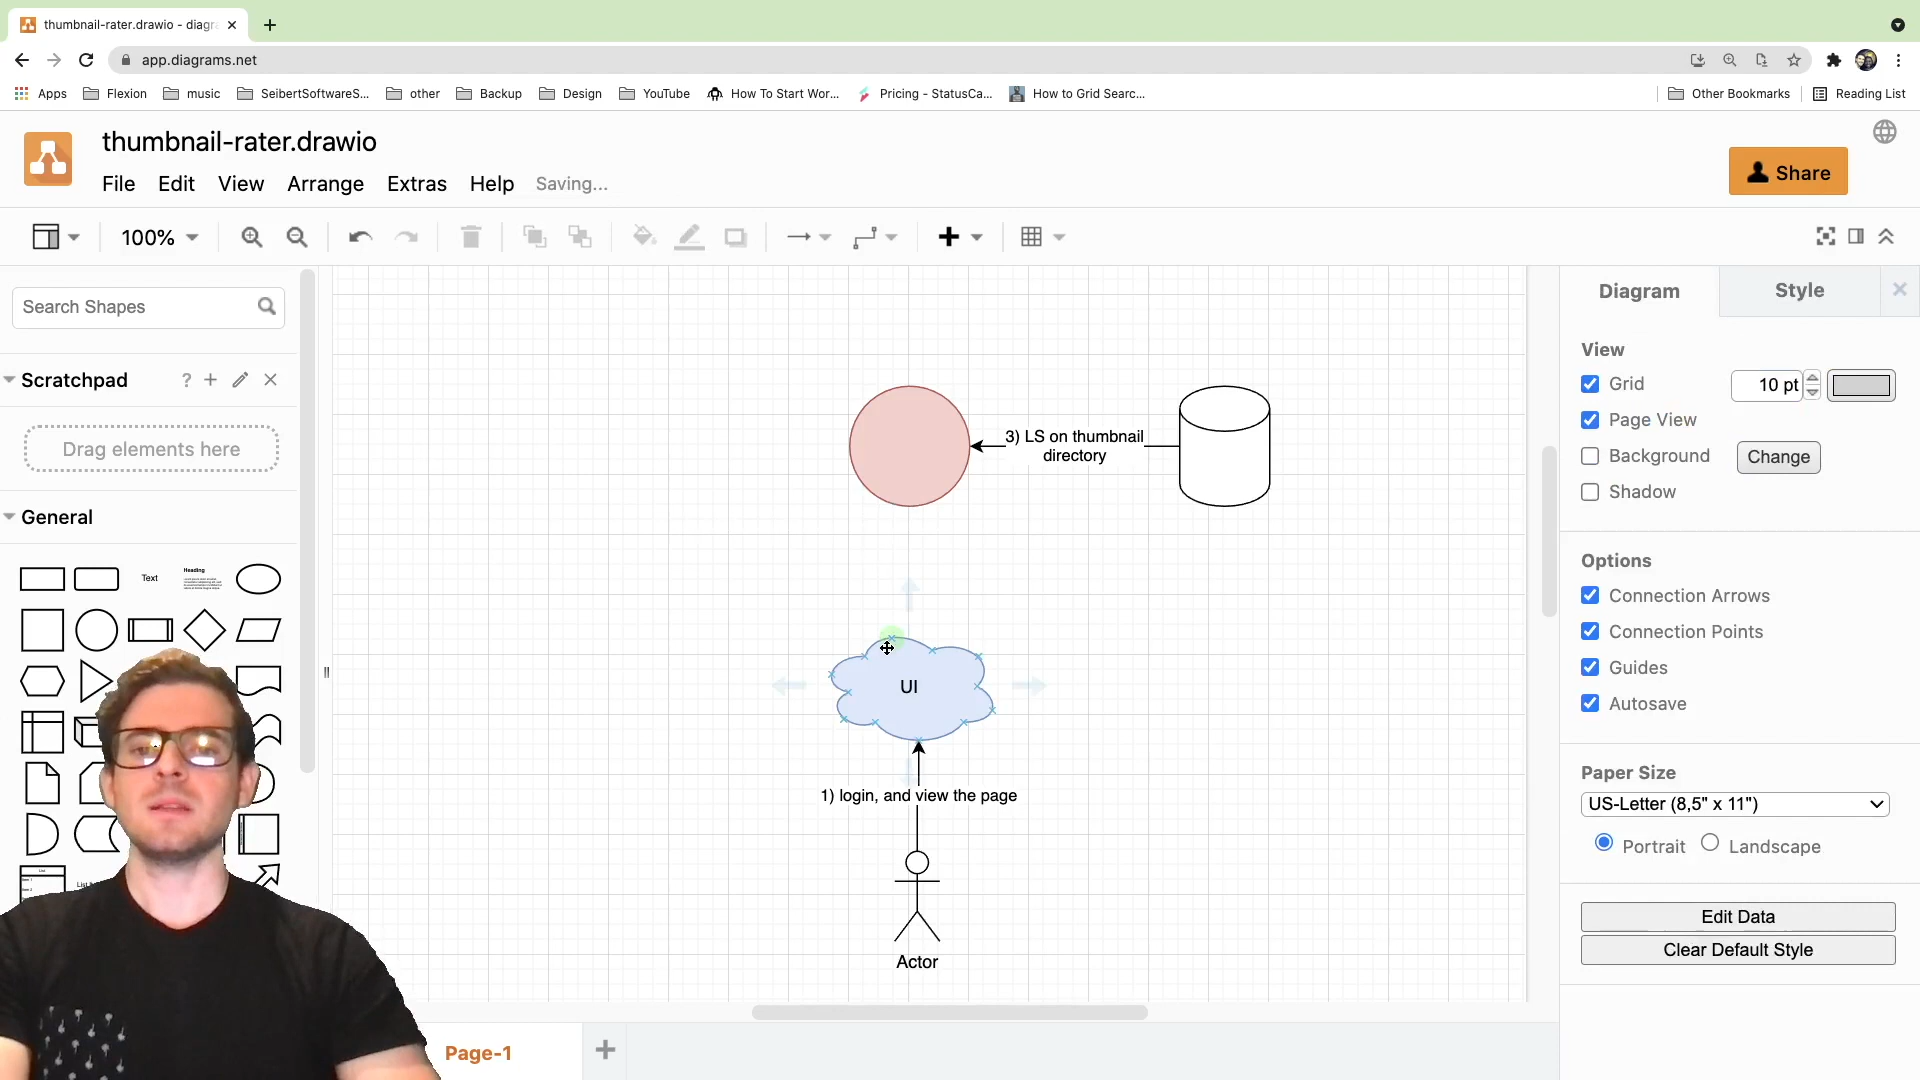 thumbnail-rater.drawio - diagr
app.diagrams.net
Apps
Flexion
music
SeibertSoftwareS...
other
Backup
Design
YouTube
How To Start Wor...
Pricing - StatusCa...
How to Grid Searc...
Other Bookmarks
Reading List
thumbnail-rater.drawio
File
Edit
View
Arrange
Extras
Help
Saving...
Share
100%
Search Shapes
Scratchpad
?
Drag elements here
General
Text
Heading
List
3) LS on thumbnail
directory
UI
1) login, and view the page
Actor
Page-1
Diagram
Style
View
Grid
10 pt
Page View
Background
Change
Shadow
Options
Connection Arrows
Connection Points
Guides
Autosave
Paper Size
US-Letter (8,5" x 11")
Portrait
Landscape
Edit Data
Clear Default Style